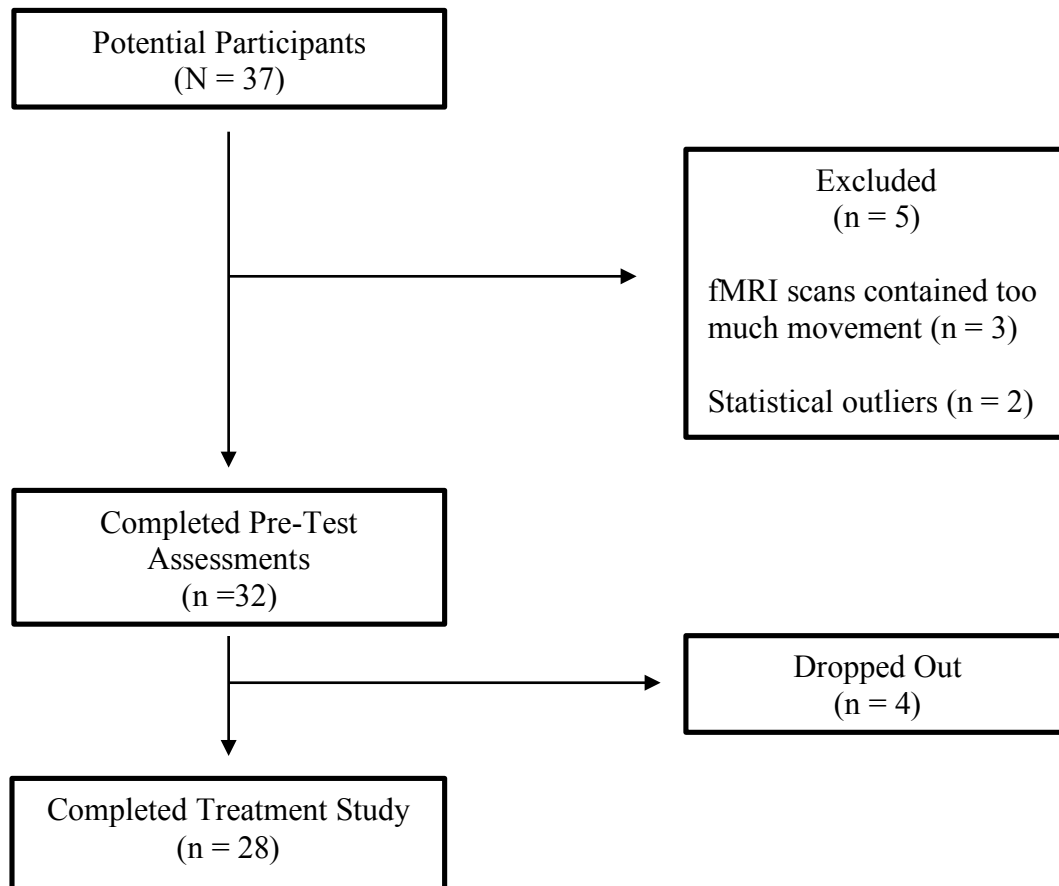 Potential Participants
(N = 37)
Excluded
(n = 5)
fMRI scans contained too
much movement (n = 3)
Statistical outliers (n = 2)
Completed Pre-Test
Assessments
(n =32)
Dropped Out
(n = 4)
Completed Treatment Study
(n = 28)